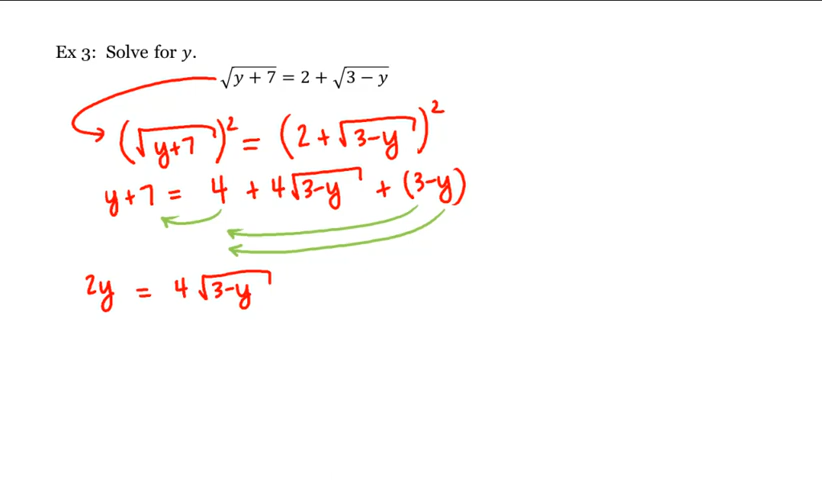 Ex 3: Solve for y.
√(y + 7) = 2 + √(3 − y)
(√(y+7))² = (2 + √(3−y))²
y+7 = 4 + 4√(3−y) + (3−y)
2y = 4√(3−y)